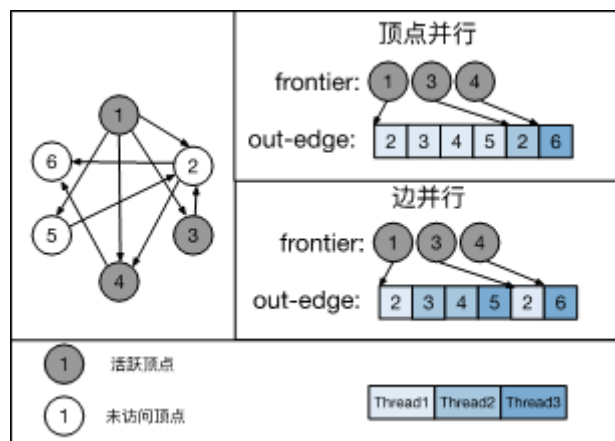 1
6
2
5
3
4
顶点并行
frontier: 1 3 4
out-edge: 2 3 4 5 2 6
边并行
frontier: 1 3 4
out-edge: 2 3 4 5 2 6
1 活跃顶点
1 未访问顶点
Thread1 Thread2 Thread3